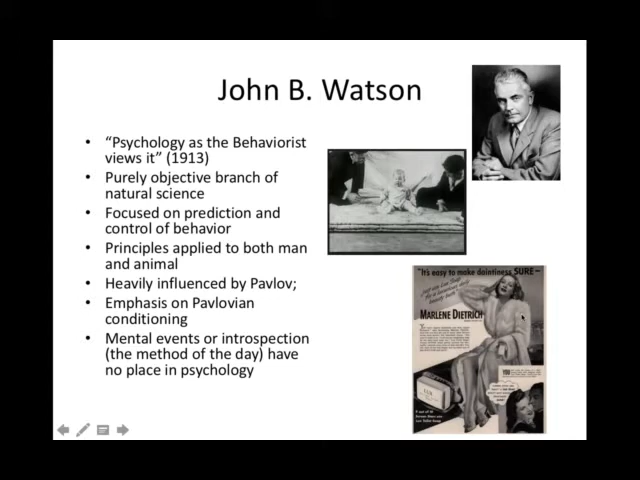 John B. Watson
• “Psychology as the Behaviorist
views it” (1913)
• Purely objective branch of
natural science
• Focused on prediction and
control of behavior
• Principles applied to both man
and animal
• Heavily influenced by Pavlov;
• Emphasis on Pavlovian
conditioning
• Mental events or introspection
(the method of the day) have
no place in psychology
"It's easy to make daintiness SURE—
MARLENE DIETRICH
LUX